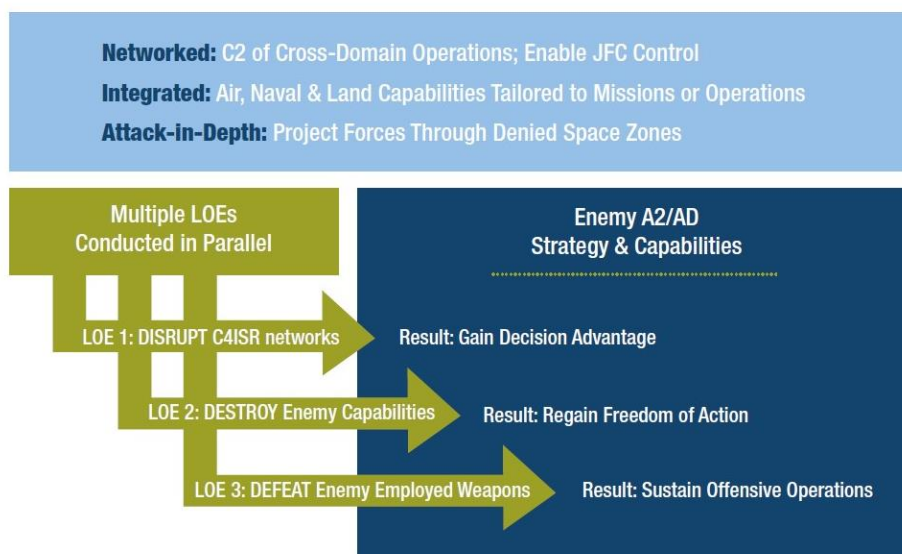 Networked: C2 of Cross-Domain Operations; Enable JFC Control
Integrated: Air, Naval & Land Capabilities Tailored to Missions or Operations
Attack-in-Depth: Project Forces Through Denied Space Zones
Multiple LOEs
Conducted in Parallel
Enemy A2/AD
Strategy & Capabilities
LOE 1: DISRUPT C4ISR networks
Result: Gain Decision Advantage
LOE 2: DESTROY Enemy Capabilities
Result: Regain Freedom of Action
LOE 3: DEFEAT Enemy Employed Weapons
Result: Sustain Offensive Operations